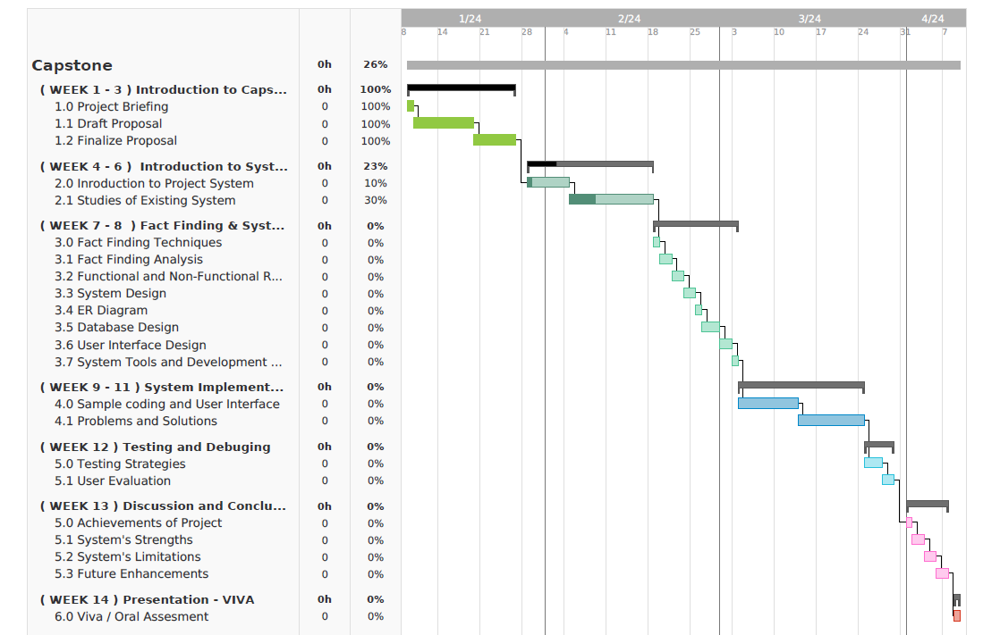 1/24 2/24 3/24 4/24
8 14 21 28 4 11 18 25 3 10 17 24 31 7
Capstone 0h 26%
( WEEK 1 - 3 ) Introduction to Caps... 0h 100%
1.0 Project Briefing 0 100%
1.1 Draft Proposal 0 100%
1.2 Finalize Proposal 0 100%
( WEEK 4 - 6 ) Introduction to Syst... 0h 23%
2.0 Inroduction to Project System 0 10%
2.1 Studies of Existing System 0 30%
( WEEK 7 - 8 ) Fact Finding & Syst... 0h 0%
3.0 Fact Finding Techniques 0 0%
3.1 Fact Finding Analysis 0 0%
3.2 Functional and Non-Functional R... 0 0%
3.3 System Design 0 0%
3.4 ER Diagram 0 0%
3.5 Database Design 0 0%
3.6 User Interface Design 0 0%
3.7 System Tools and Development ... 0 0%
( WEEK 9 - 11 ) System Implement... 0h 0%
4.0 Sample coding and User Interface 0 0%
4.1 Problems and Solutions 0 0%
( WEEK 12 ) Testing and Debuging 0h 0%
5.0 Testing Strategies 0 0%
5.1 User Evaluation 0 0%
( WEEK 13 ) Discussion and Conclu... 0h 0%
5.0 Achievements of Project 0 0%
5.1 System's Strengths 0 0%
5.2 System's Limitations 0 0%
5.3 Future Enhancements 0 0%
( WEEK 14 ) Presentation - VIVA 0h 0%
6.0 Viva / Oral Assesment 0 0%